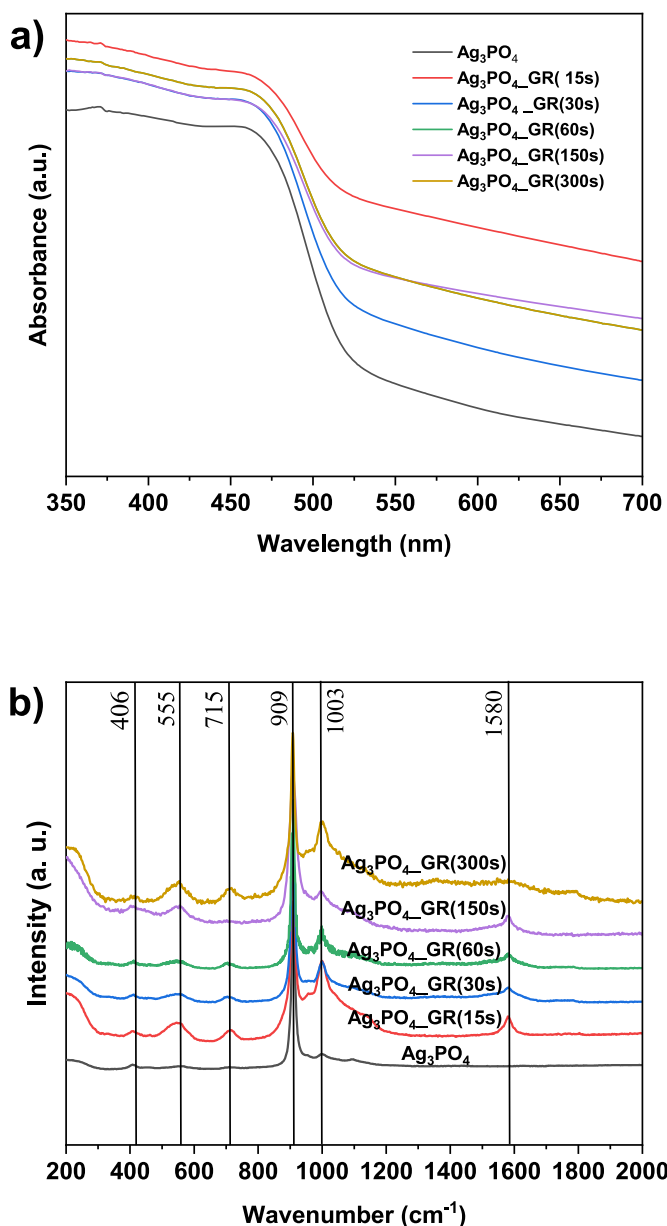 a)
Ag₃PO₄
Ag₃PO₄_GR( 15s)
Ag₃PO₄ _GR(30s)
Ag₃PO₄_GR(60s)
Ag₃PO₄_GR(150s)
Ag₃PO₄_GR(300s)
Absorbance (a.u.)
350 400 450 500 550 600 650 700
Wavelength (nm)
b)
406 555 715 909 1003 1580
Ag₃PO₄_GR(300s)
Ag₃PO₄_GR(150s)
Ag₃PO₄_GR(60s)
Ag₃PO₄_GR(30s)
Ag₃PO₄_GR(15s)
Ag₃PO₄
Intensity (a. u.)
200 400 600 800 1000 1200 1400 1600 1800 2000
Wavenumber (cm⁻¹)